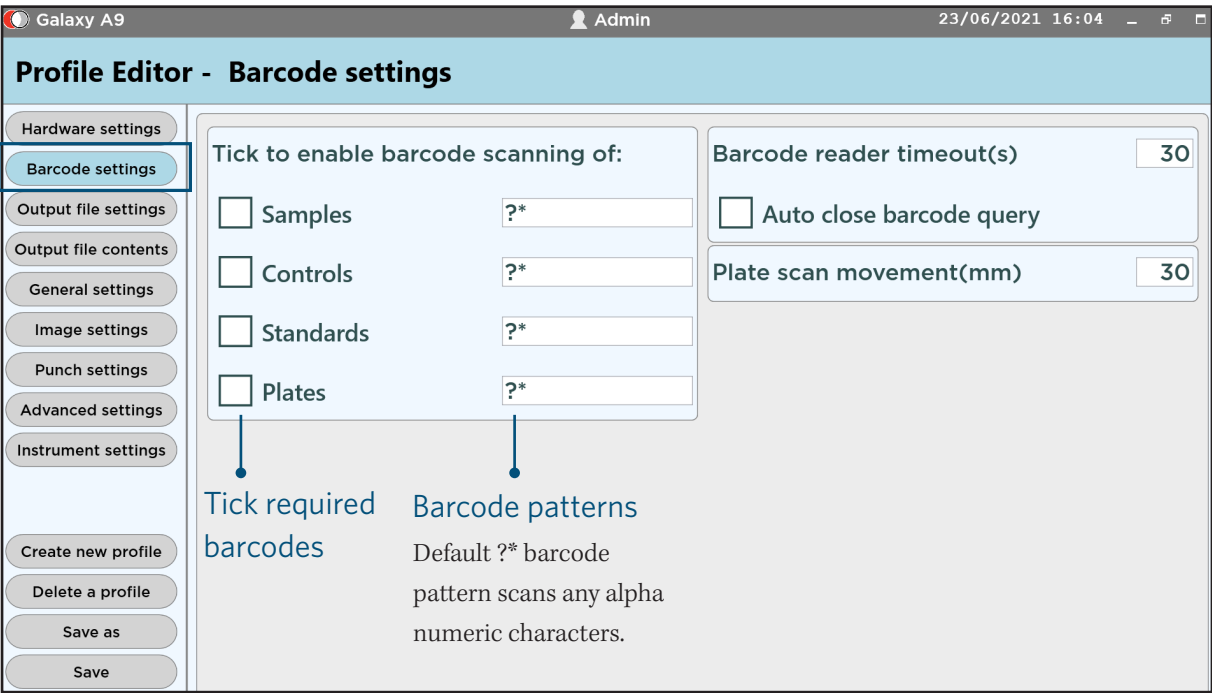 Galaxy A9
Admin
23/06/2021 16:04
Profile Editor - Barcode settings
Hardware settings
Barcode settings
Output file settings
Output file contents
General settings
Image settings
Punch settings
Advanced settings
Instrument settings
Create new profile
Delete a profile
Save as
Save
Tick to enable barcode scanning of:
Samples ?*
Controls ?*
Standards ?*
Plates ?*
Barcode reader timeout(s) 30
Auto close barcode query
Plate scan movement(mm) 30
Tick required
barcodes
Barcode patterns
Default ?* barcode
pattern scans any alpha
numeric characters.